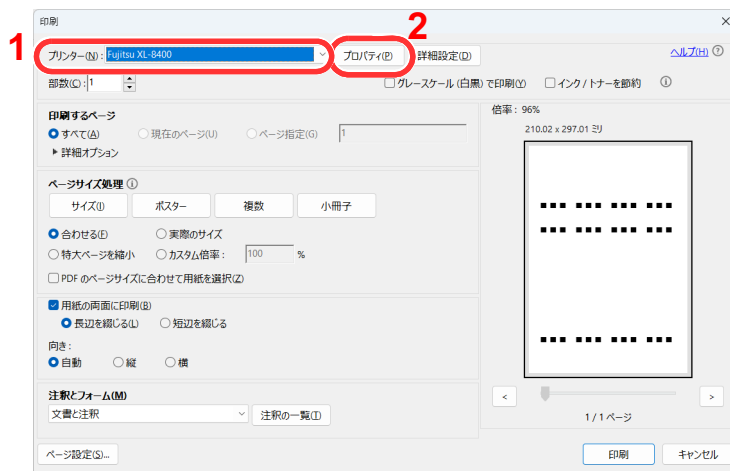 印刷
2
1
プリンター(N): Fujitsu XL-8400 プロパティ(P) 詳細設定(D) ヘルプ(H) ?
部数(C): 1 グレースケール (白黒) で印刷(Y) インク / トナーを節約 i
印刷するページ
すべて(A) 現在のページ(U) ページ指定(G) 1
詳細オプション
ページサイズ処理 i
サイズ(I) ポスター 複数 小冊子
合わせる(F) 実際のサイズ
特大ページを縮小 カスタム倍率: 100 %
PDF のページサイズに合わせて用紙を選択(Z)
用紙の両面に印刷(B)
長辺を綴じる(L) 短辺を綴じる
向き:
自動 縦 横
注釈とフォーム(M)
文書と注釈 注釈の一覧(T)
倍率: 96%
210.02 x 297.01 ミリ
< >
1 / 1 ページ
ページ設定(S)... 印刷 キャンセル